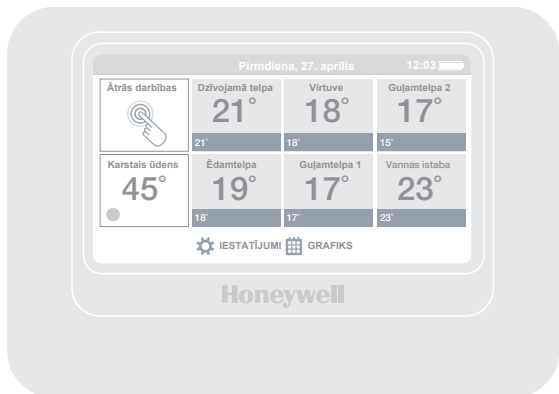 Pirmdiena, 27. aprīlis 12:03
Ātrās darbības
Dzīvojamā telpa
21°
21°
Virtuve
18°
18°
Guļamtelpa 2
17°
15°
Karstais ūdens
45°
Ēdamtelpa
19°
18°
Guļamtelpa 1
17°
17°
Vannas istaba
23°
23°
IESTATĪJUMI GRAFIKS
Honeywell